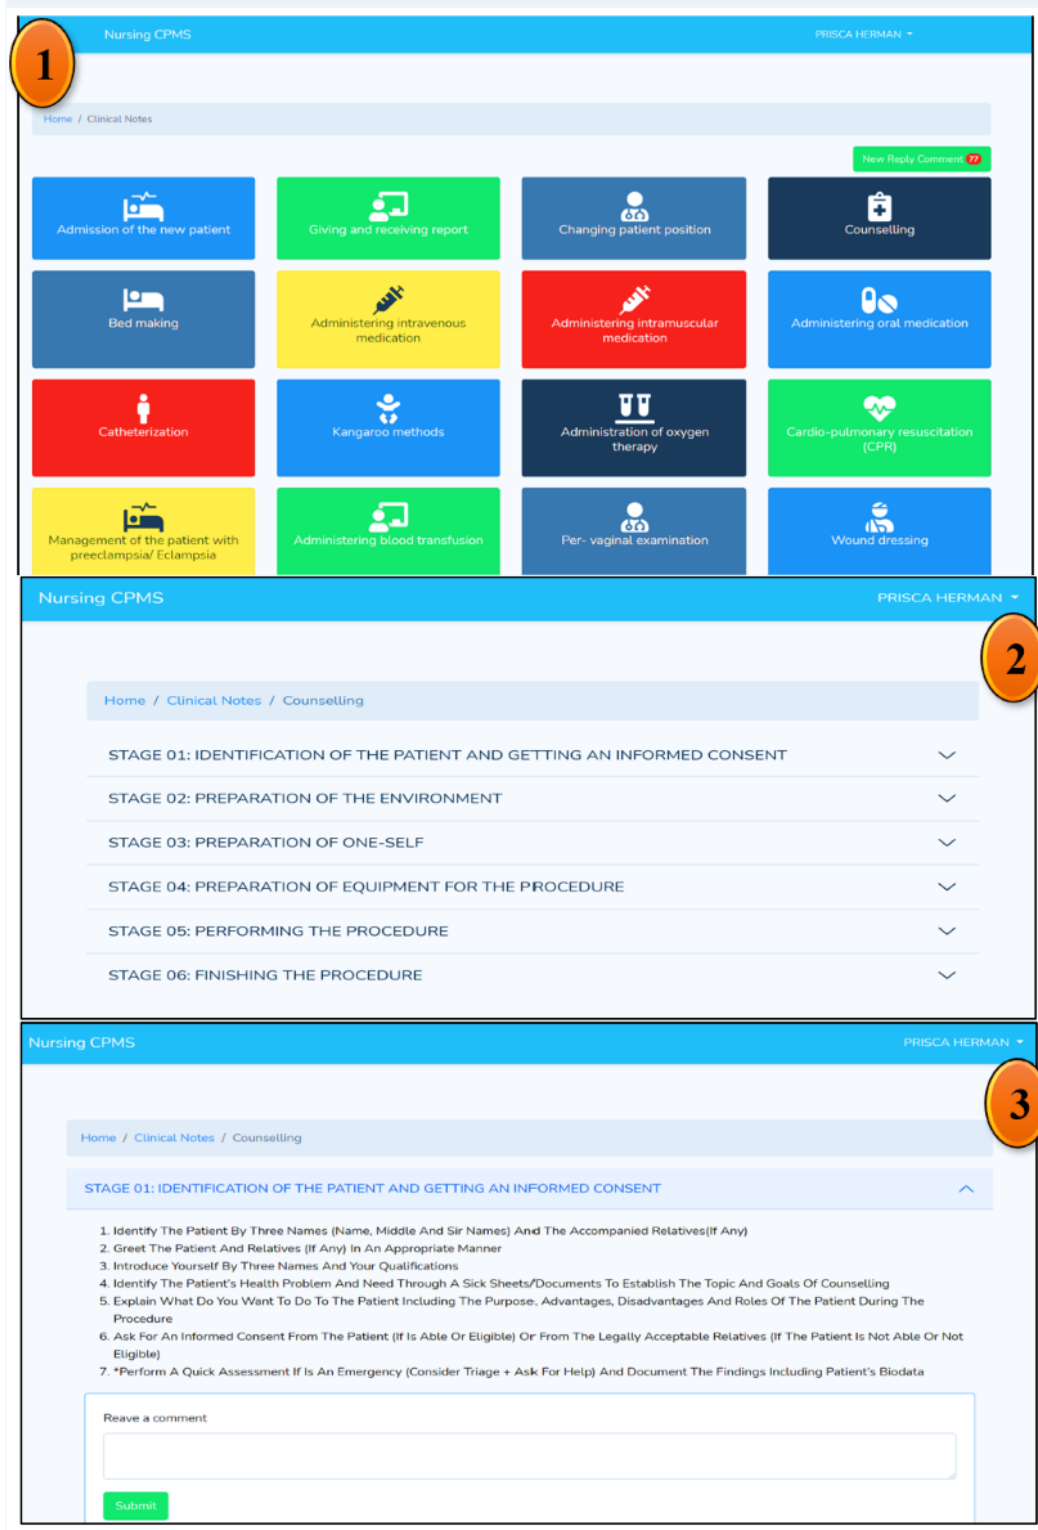 1
Nursing CPMS
PRISCA HERMAN
Home / Clinical Notes
New Reply Comment 77
Admission of the new patient
Giving and receiving report
Changing patient position
Counselling
Bed making
Administering intravenous
medication
Administering intramuscular
medication
Administering oral medication
Catheterization
Kangaroo methods
Administration of oxygen
therapy
Cardio-pulmonary resuscitation
(CPR)
Management of the patient with
preeclampsia/ Eclampsia
Administering blood transfusion
Per- vaginal examination
Wound dressing
Nursing CPMS
PRISCA HERMAN
2
Home / Clinical Notes / Counselling
STAGE 01: IDENTIFICATION OF THE PATIENT AND GETTING AN INFORMED CONSENT
STAGE 02: PREPARATION OF THE ENVIRONMENT
STAGE 03: PREPARATION OF ONE-SELF
STAGE 04: PREPARATION OF EQUIPMENT FOR THE PROCEDURE
STAGE 05: PERFORMING THE PROCEDURE
STAGE 06: FINISHING THE PROCEDURE
Nursing CPMS
PRISCA HERMAN
3
Home / Clinical Notes / Counselling
STAGE 01: IDENTIFICATION OF THE PATIENT AND GETTING AN INFORMED CONSENT
1. Identify The Patient By Three Names (Name, Middle And Sir Names) And The Accompanied Relatives(If Any)
2. Greet The Patient And Relatives (If Any) In An Appropriate Manner
3. Introduce Yourself By Three Names And Your Qualifications
4. Identify The Patient's Health Problem And Need Through A Sick Sheets/Documents To Establish The Topic And Goals Of Counselling
5. Explain What Do You Want To Do To The Patient Including The Purpose, Advantages, Disadvantages And Roles Of The Patient During The
Procedure
6. Ask For An Informed Consent From The Patient (If Is Able Or Eligible) Or From The Legally Acceptable Relatives (If The Patient Is Not Able Or Not
Eligible)
7. *Perform A Quick Assessment If Is An Emergency (Consider Triage + Ask For Help) And Document The Findings Including Patient's Biodata
Reave a comment
Submit